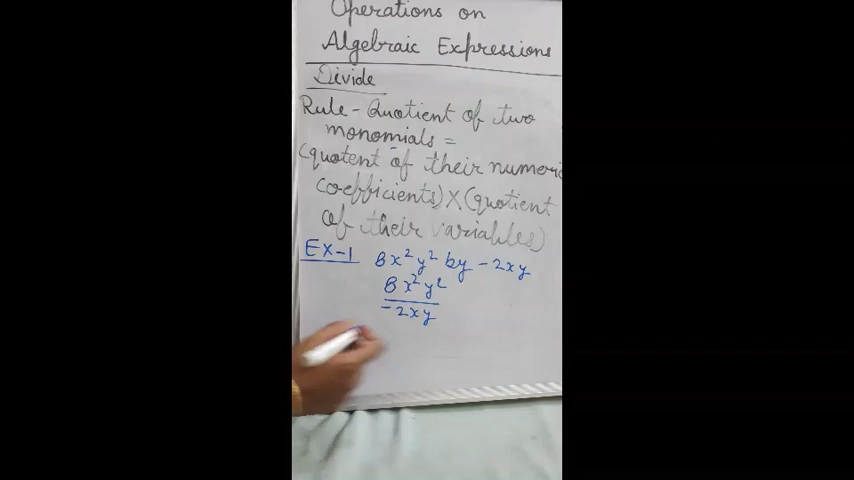 Operations on
Algebraic Expressions
Divide
Rule - Quotient of two
monomials =
(quotent of their numeric
coefficients) X (quotient
of their variables)
EX-1 8x²y² by - 2xy
8x²y²
-2xy